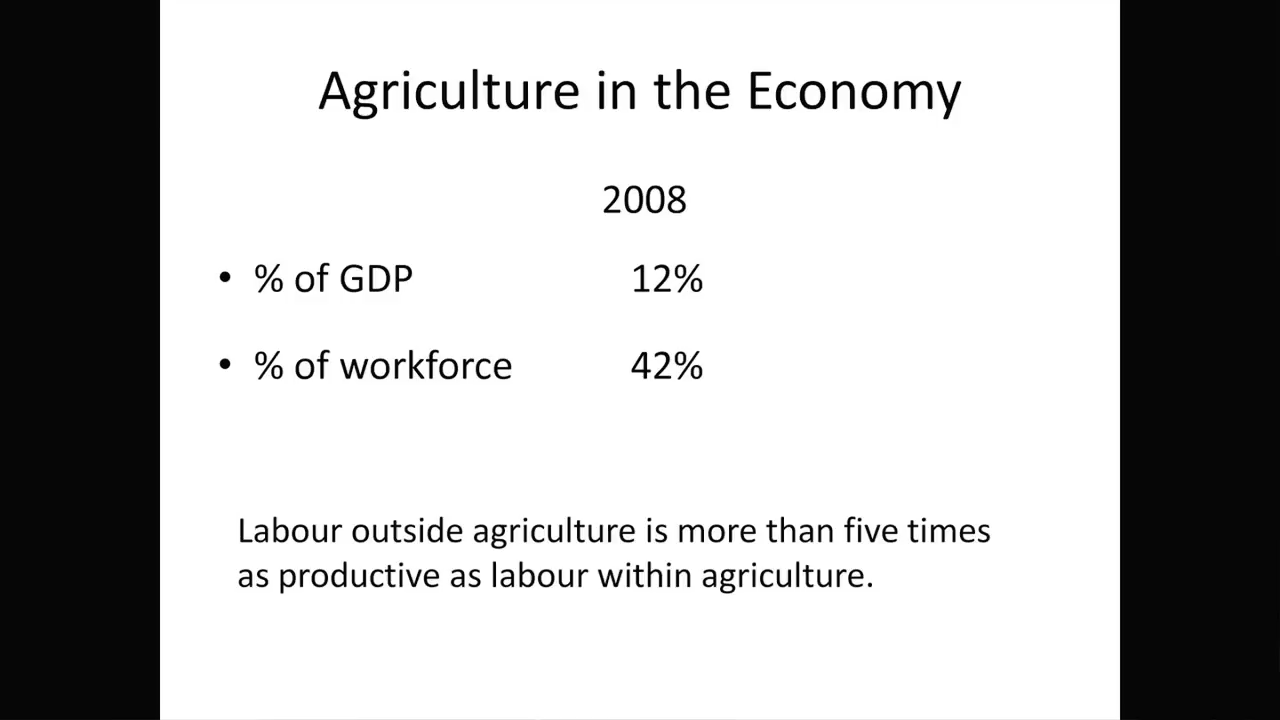 Agriculture in the Economy
2008
• % of GDP 12%
• % of workforce 42%
Labour outside agriculture is more than five times
as productive as labour within agriculture.